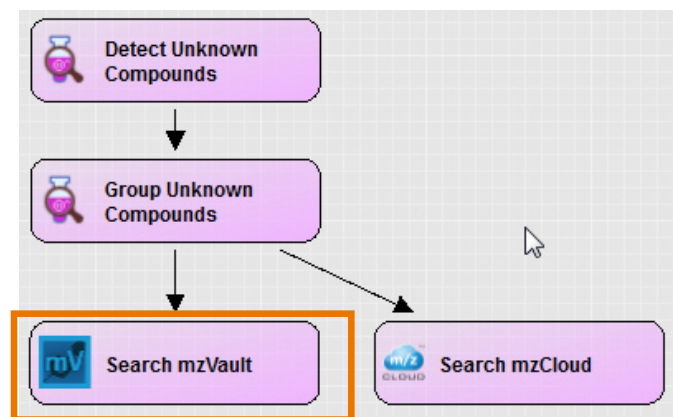 Detect Unknown
Compounds
Group Unknown
Compounds
mV
Search mzVault
m/z
CLOUD
Search mzCloud